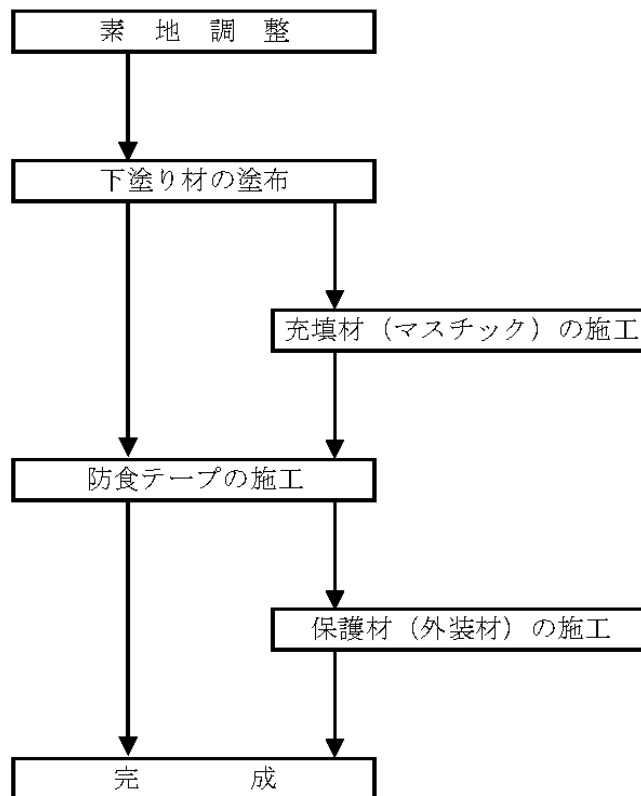 素 地 調 整
下塗り材の塗布
充填材（マスチック）の施工
防食テープの施工
保護材（外装材）の施工
完 成